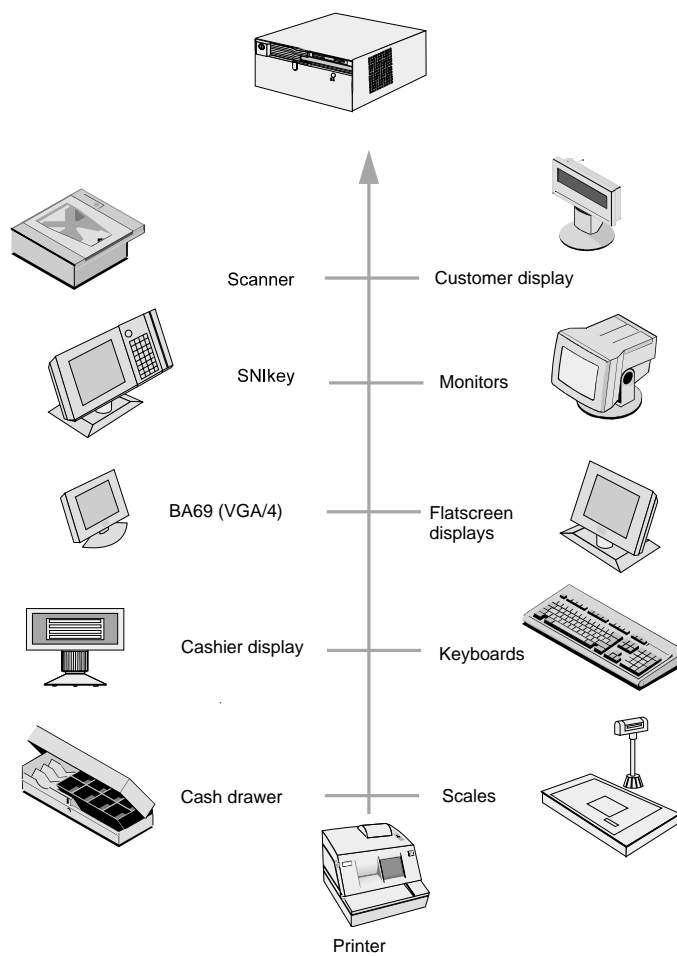 Scanner
Customer display
SNIkey
Monitors
BA69 (VGA/4)
Flatscreen
displays
Cashier display
Keyboards
Cash drawer
Scales
Printer